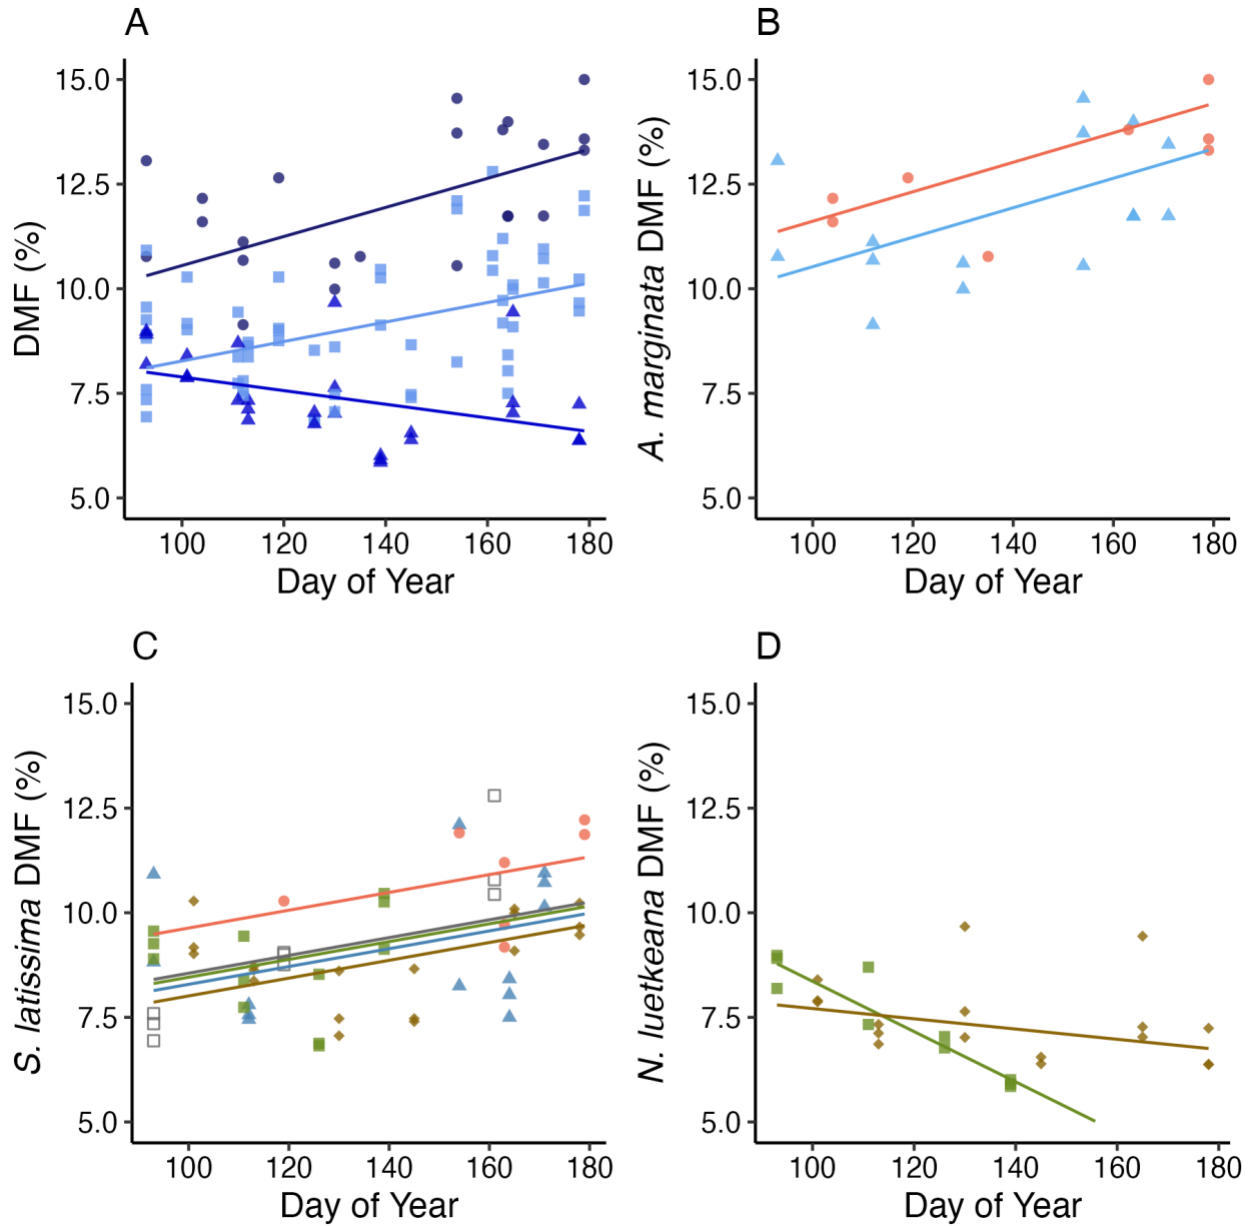 A
DMF (%)
15.0
12.5
10.0
7.5
5.0
100 120 140 160 180
Day of Year
B
A. marginata DMF (%)
15.0
12.5
10.0
7.5
5.0
100 120 140 160 180
Day of Year
C
S. latissima DMF (%)
15.0
12.5
10.0
7.5
5.0
100 120 140 160 180
Day of Year
D
N. luetkeana DMF (%)
15.0
12.5
10.0
7.5
5.0
100 120 140 160 180
Day of Year